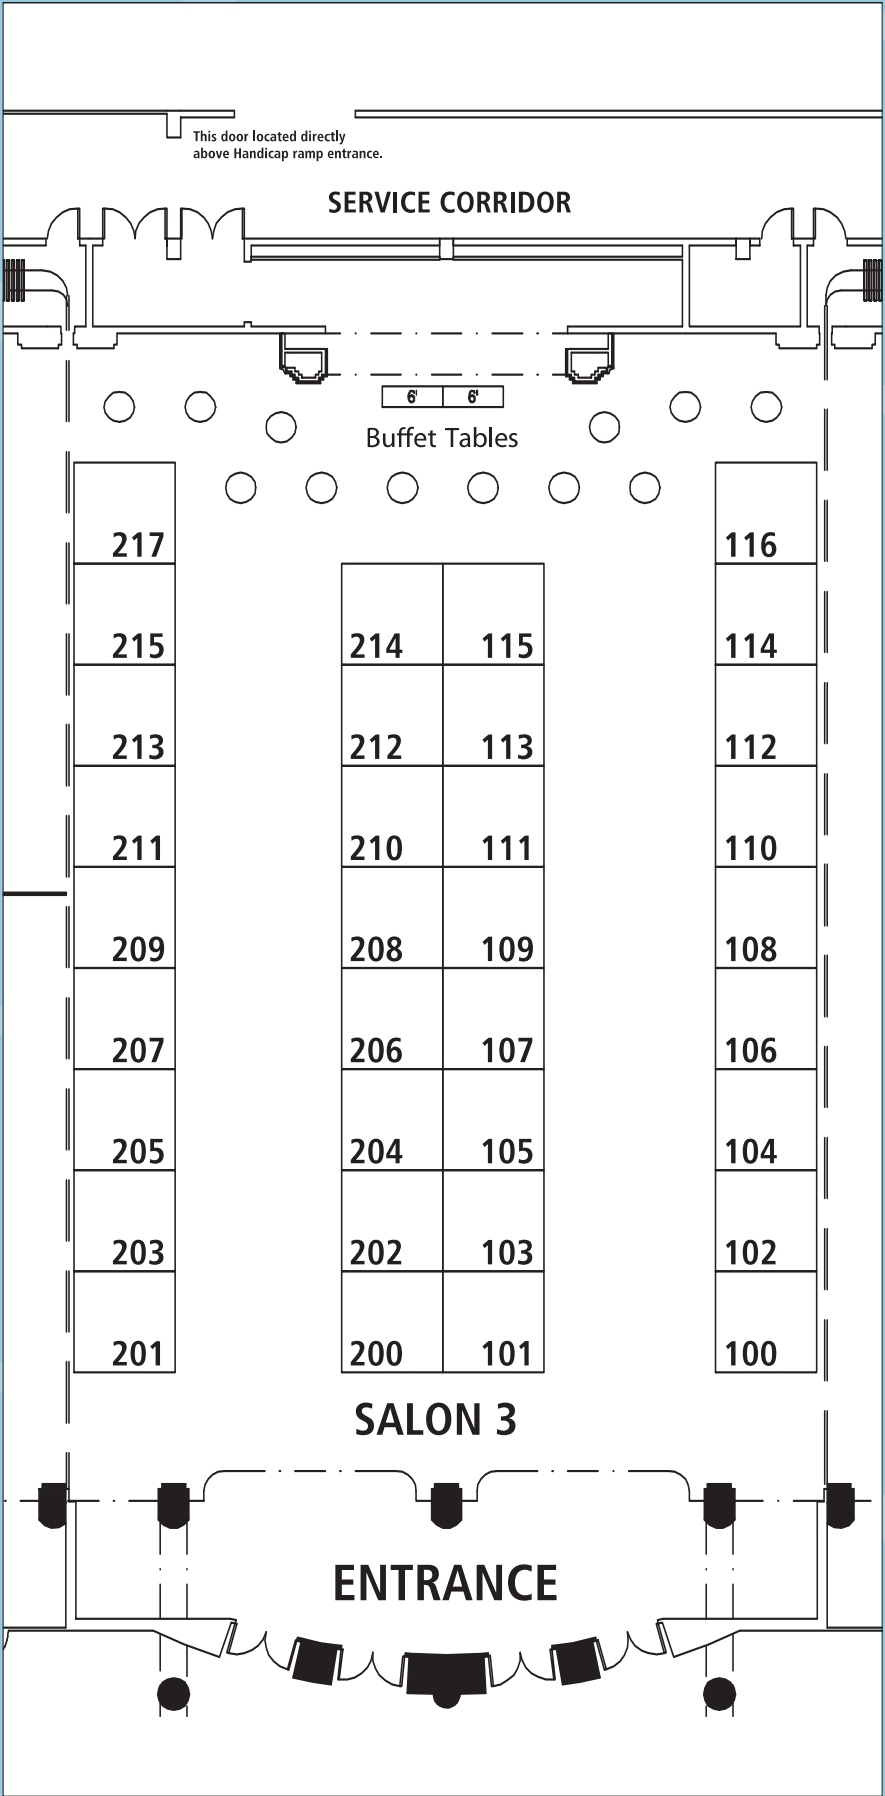 This door located directly
above Handicap ramp entrance.
SERVICE CORRIDOR
6' 6'
Buffet Tables
217 116
215 214 115 114
213 212 113 112
211 210 111 110
209 208 109 108
207 206 107 106
205 204 105 104
203 202 103 102
201 200 101 100
SALON 3
ENTRANCE